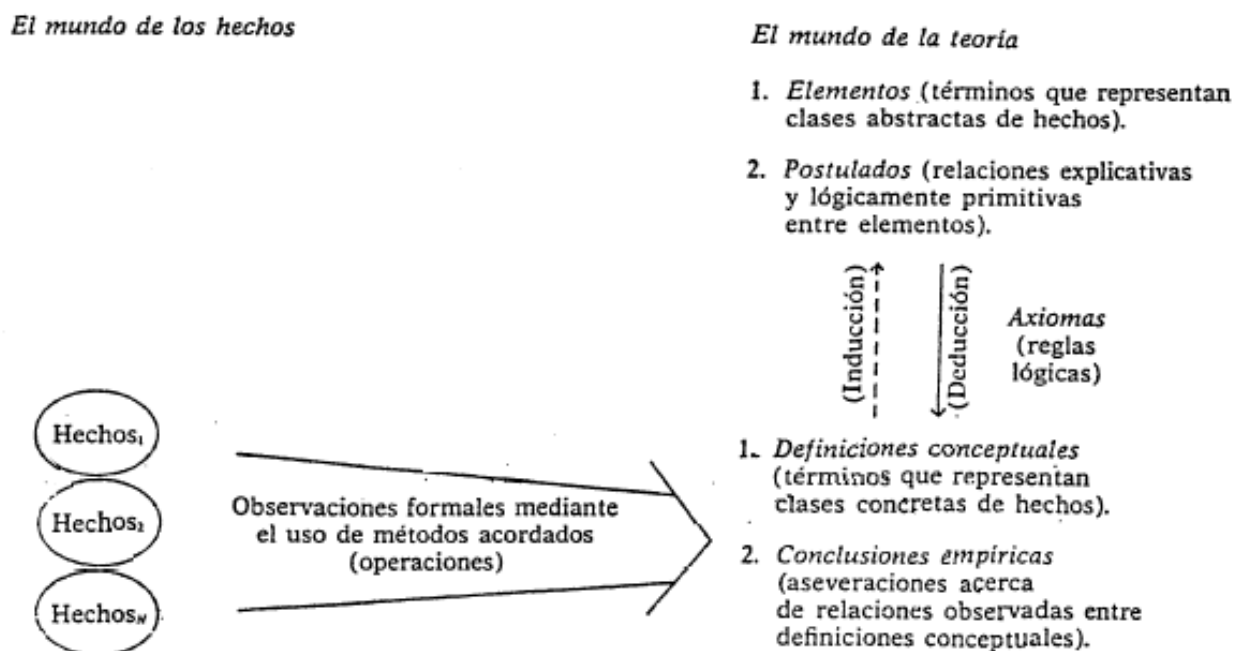 El mundo de los hechos
El mundo de la teoría
1. Elementos (términos que representan
clases abstractas de hechos).
2. Postulados (relaciones explicativas
y lógicamente primitivas
entre elementos).
(Inducción)
(Deducción)
Axiomas
(reglas
lógicas)
Hechos₁
Hechos₂
Hechosₙ
Observaciones formales mediante
el uso de métodos acordados
(operaciones)
1. Definiciones conceptuales
(términos que representan
clases concretas de hechos).
2. Conclusiones empíricas
(aseveraciones acerca
de relaciones observadas entre
definiciones conceptuales).